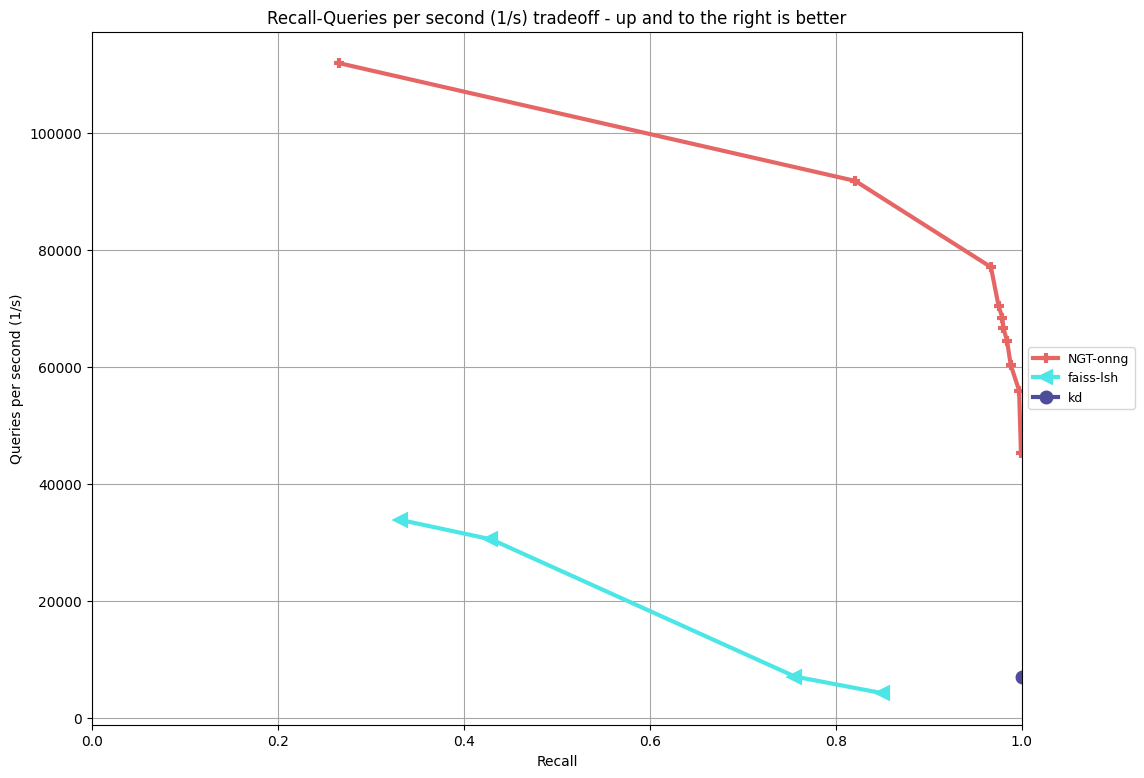 Recall-Queries per second (1/s) tradeoff - up and to the right is better
Queries per second (1/s)
100000
80000
60000
40000
20000
0
0.0 0.2 0.4 0.6 0.8 1.0
Recall
NGT-onng
faiss-lsh
kd